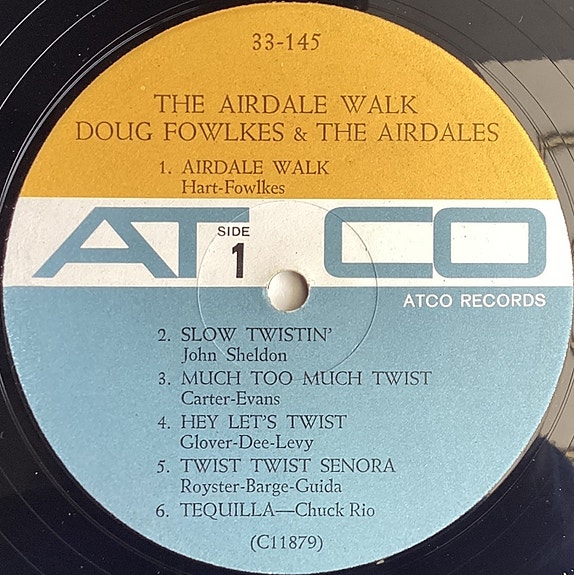 33-145
THE AIRDALE WALK
DOUG FOWLKES & THE AIRDALES
1. AIRDALE WALK
Hart-Fowlkes
ATCO
SIDE
1
ATCO RECORDS
2. SLOW TWISTIN'
John Sheldon
3. MUCH TOO MUCH TWIST
Carter-Evans
4. HEY LET'S TWIST
Glover-Dee-Levy
5. TWIST TWIST SENORA
Royster-Barge-Guida
6. TEQUILLA—Chuck Rio
(C11879)